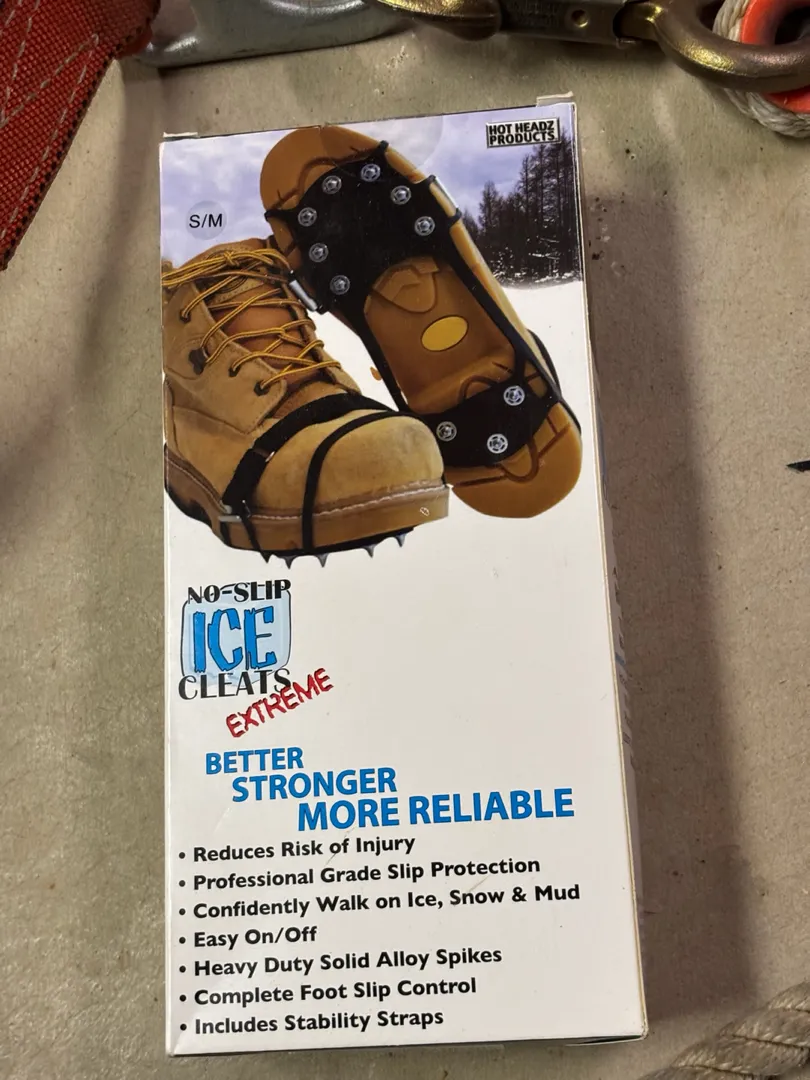 HOT HEADZ
PRODUCTS
S/M
NO-SLIP
ICE
CLEATS
EXTREME
BETTER
STRONGER
MORE RELIABLE
• Reduces Risk of Injury
• Professional Grade Slip Protection
• Confidently Walk on Ice, Snow & Mud
• Easy On/Off
• Heavy Duty Solid Alloy Spikes
• Complete Foot Slip Control
• Includes Stability Straps